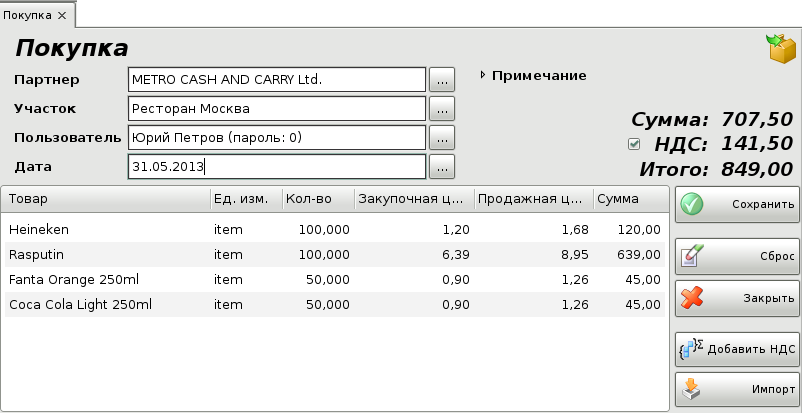 Покупка
Покупка
Партнер METRO CASH AND CARRY Ltd. ... Примечание
Участок Ресторан Москва ...
Сумма: 707,50
Пользователь Юрий Петров (пароль: 0) ...
НДС: 141,50
Дата 31.05.2013 ...
Итого: 849,00
Товар Ед. изм. Кол-во Закупочная ц... Продажная ц... Сумма
Heineken item 100,000 1,20 1,68 120,00
Rasputin item 100,000 6,39 8,95 639,00
Fanta Orange 250ml item 50,000 0,90 1,26 45,00
Coca Cola Light 250ml item 50,000 0,90 1,26 45,00
Сохранить
Сброс
Закрыть
Добавить НДС
Импорт